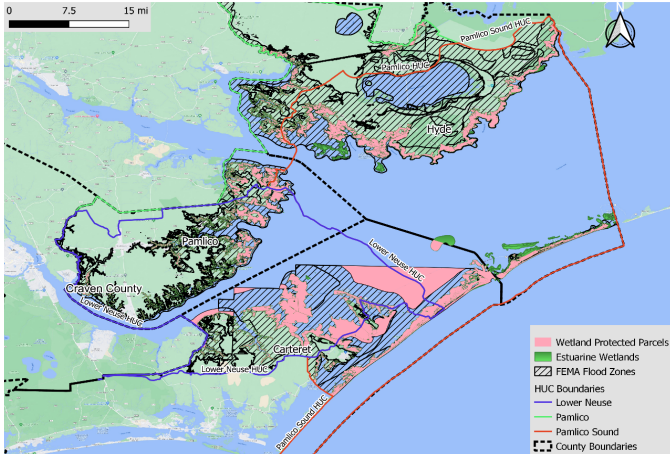 0 7.5 15 mi
Pamlico Sound HUC
Pamlico HUC
Hyde
Pamlico
Lower Neuse HUC
Craven County
Lower Neuse HUC
Carteret
Lower Neuse HUC
Pamlico Sound HUC
Wetland Protected Parcels
Estuarine Wetlands
FEMA Flood Zones
HUC Boundaries
Lower Neuse
Pamlico
Pamlico Sound
County Boundaries